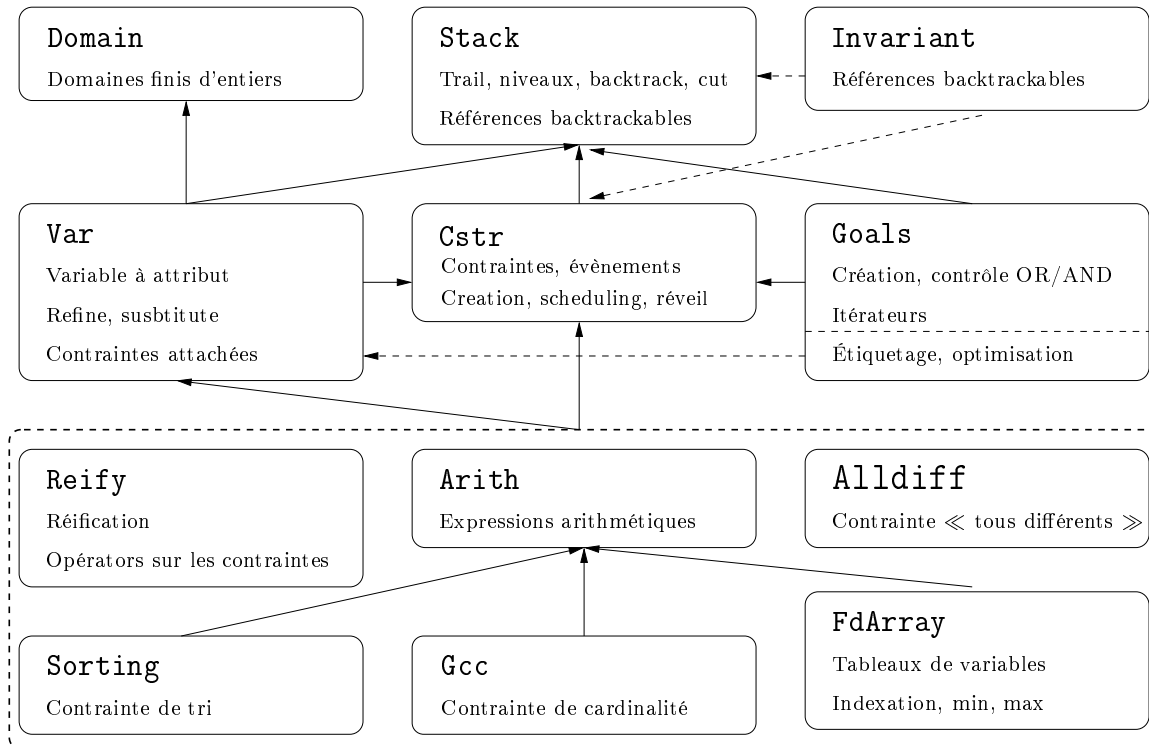 Domain
Domaines finis d'entiers
Stack
Trail, niveaux, backtrack, cut
Références backtrackables
Invariant
Références backtrackables
Var
Variable à attribut
Refine, susbtitute
Contraintes attachées
Cstr
Contraintes, évènements
Creation, scheduling, réveil
Goals
Création, contrôle OR/AND
Itérateurs
Étiquetage, optimisation
Reify
Réification
Opérators sur les contraintes
Arith
Expressions arithmétiques
Alldiff
Contrainte ≪ tous différents ≫
Sorting
Contrainte de tri
Gcc
Contrainte de cardinalité
FdArray
Tableaux de variables
Indexation, min, max